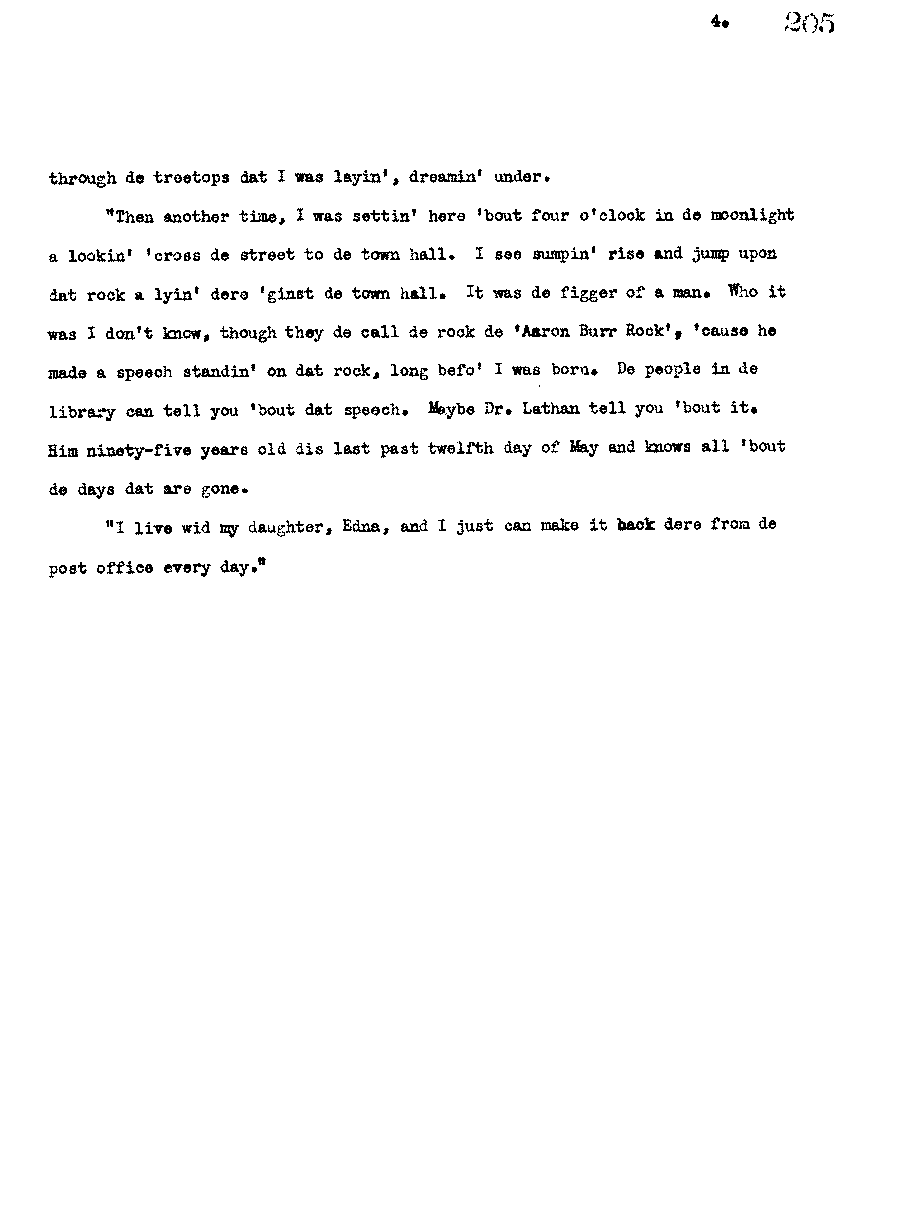 4. 205
through de treetops dat I was layin', dreamin' under.
"Then another time, I was settin' here 'bout four o'clock in de moonlight
a lookin' 'cross de street to de town hall. I see sumpin' rise and jump upon
dat rock a lyin' dere 'ginst de town hall. It was de figger of a man. Who it
was I don't know, though they de call de rock de 'Aaron Burr Rock', 'cause he
made a speech standin' on dat rock, long befo' I was born. De people in de
library can tell you 'bout dat speech. Maybe Dr. Lathan tell you 'bout it.
Him ninety-five years old dis last past twelfth day of May and knows all 'bout
de days dat are gone.
"I live wid my daughter, Edna, and I just can make it back dere from de
post office every day."